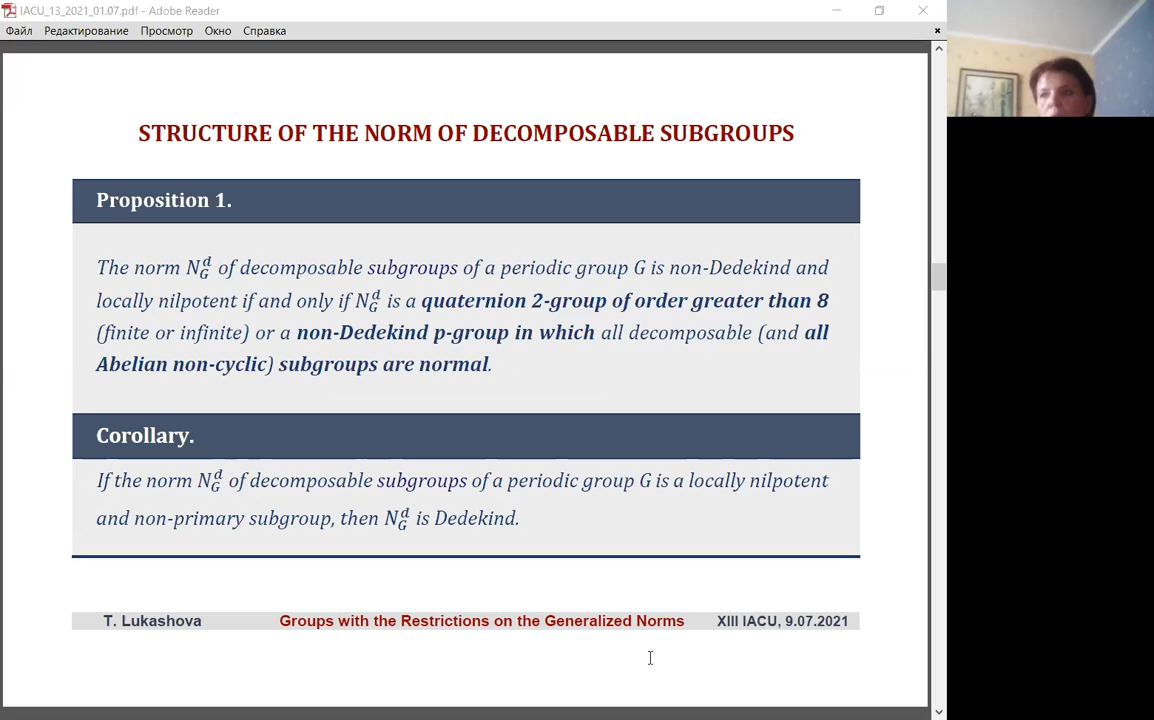 IACU_13_2021_01.07.pdf - Adobe Reader
Файл Редактирование Просмотр Окно Справка
STRUCTURE OF THE NORM OF DECOMPOSABLE SUBGROUPS
Proposition 1.
The norm N_G^d of decomposable subgroups of a periodic group G is non-Dedekind and
locally nilpotent if and only if N_G^d is a quaternion 2-group of order greater than 8
(finite or infinite) or a non-Dedekind p-group in which all decomposable (and all
Abelian non-cyclic) subgroups are normal.
Corollary.
If the norm N_G^d of decomposable subgroups of a periodic group G is a locally nilpotent
and non-primary subgroup, then N_G^d is Dedekind.
T. Lukashova Groups with the Restrictions on the Generalized Norms XIII IACU, 9.07.2021